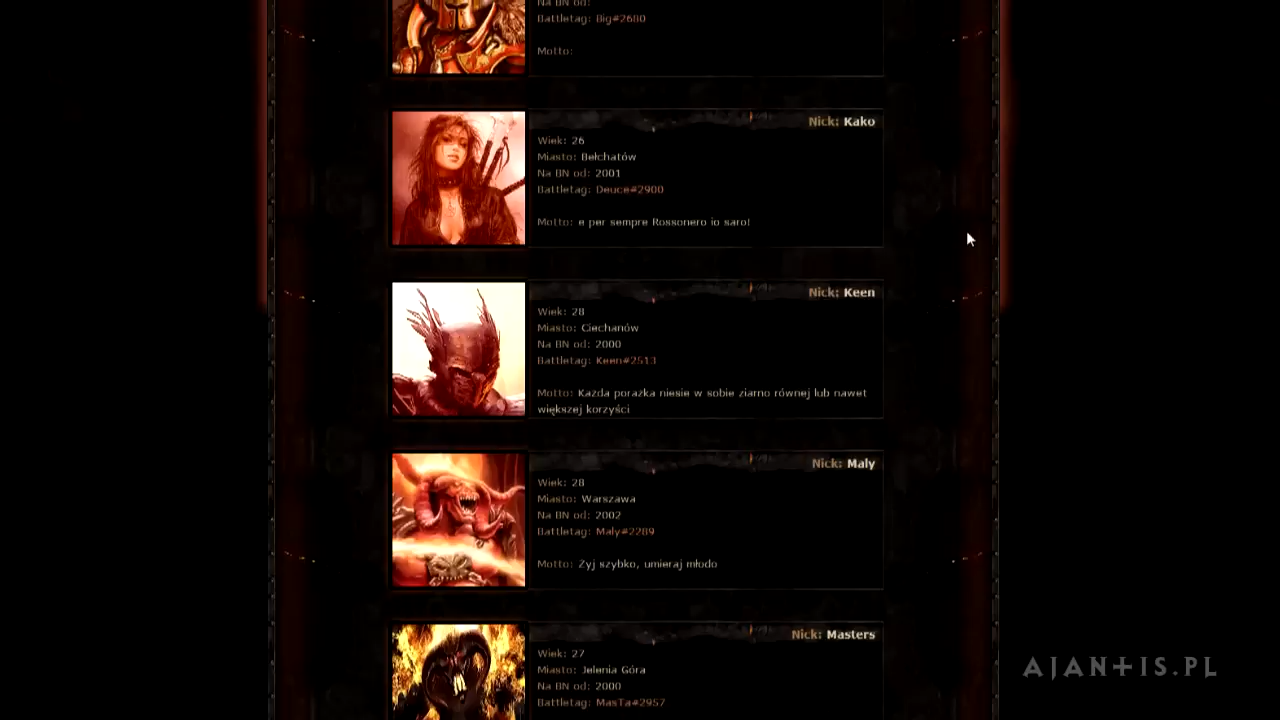 Na BN od:
Battletag: Big#2680
Motto:
Nick: Kako
Wiek: 26
Miasto: Bełchatów
Na BN od: 2001
Battletag: Deuce#2900
Motto: e per sempre Rossonero io saro!
Nick: Keen
Wiek: 28
Miasto: Ciechanów
Na BN od: 2000
Battletag: Keen#2513
Motto: Każda porażka niesie w sobie ziarno równej lub nawet
większej korzyści
Nick: Maly
Wiek: 28
Miasto: Warszawa
Na BN od: 2002
Battletag: Maly#2289
Motto: Żyj szybko, umieraj młodo
Nick: Masters
Wiek: 27
Miasto: Jelenia Góra
Na BN od: 2000
Battletag: MasTa#2957
AJANTIS.PL